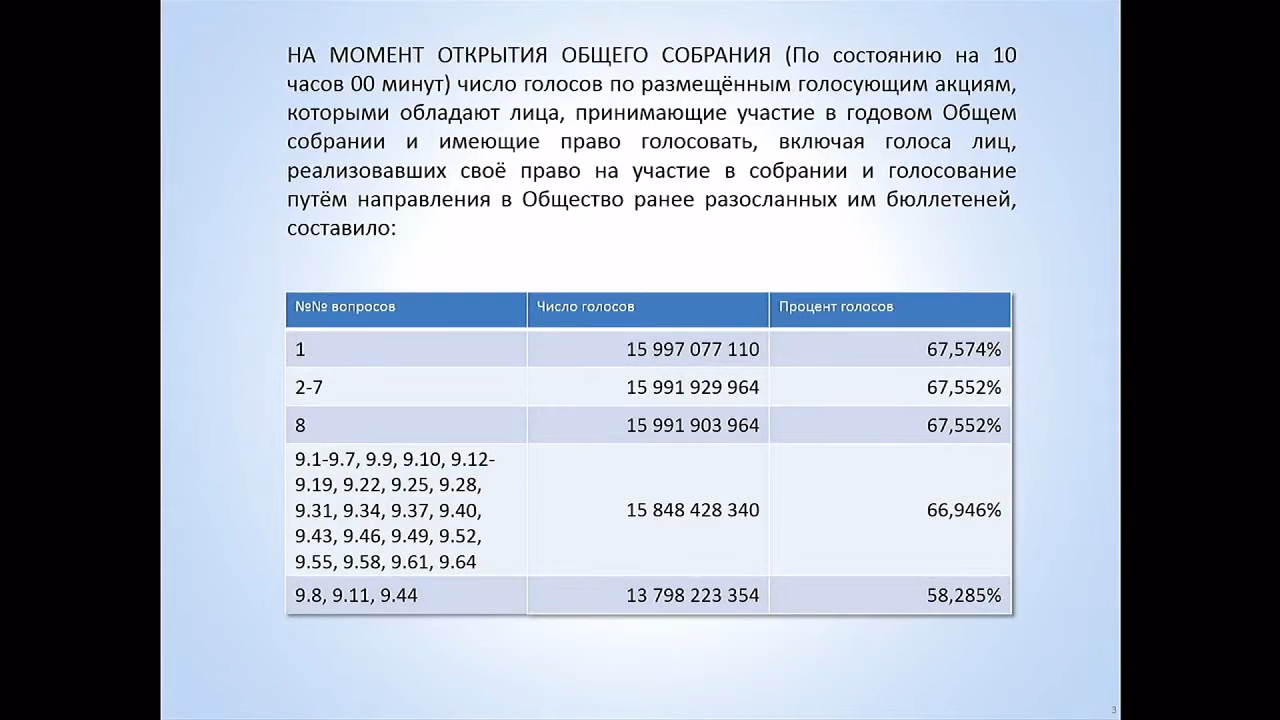 НА МОМЕНТ ОТКРЫТИЯ ОБЩЕГО СОБРАНИЯ (По состоянию на 10
часов 00 минут) число голосов по размещённым голосующим акциям,
которыми обладают лица, принимающие участие в годовом Общем
собрании и имеющие право голосовать, включая голоса лиц,
реализовавших своё право на участие в собрании и голосование
путём направления в Общество ранее разосланных им бюллетеней,
составило:
№№ вопросов Число голосов Процент голосов
1 15 997 077 110 67,574%
2-7 15 991 929 964 67,552%
8 15 991 903 964 67,552%
9.1-9.7, 9.9, 9.10, 9.12-
9.19, 9.22, 9.25, 9.28,
9.31, 9.34, 9.37, 9.40, 15 848 428 340 66,946%
9.43, 9.46, 9.49, 9.52,
9.55, 9.58, 9.61, 9.64
9.8, 9.11, 9.44 13 798 223 354 58,285%
3